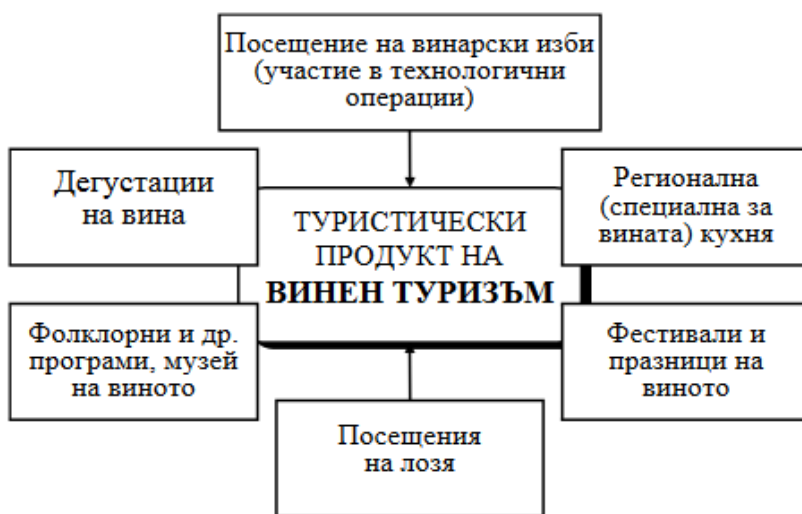 Посещение на винарски изби
(участие в технологични
операции)
Дегустации
на вина
Регионална
(специална за
вината) кухня
ТУРИСТИЧЕСКИ
ПРОДУКТ НА
ВИНЕН ТУРИЗЪМ
Фолклорни и др.
програми, музей
на виното
Фестивали и
празници на
виното
Посещения
на лозя